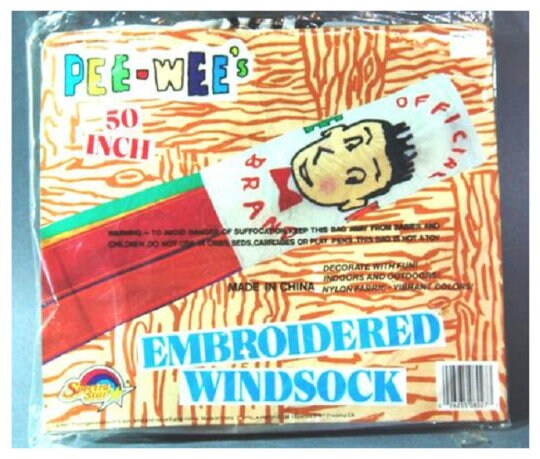 PEE-WEE's
50
INCH
OFFICIAL
BRAND
WARNING - TO AVOID DANGER OF SUFFOCATION, KEEP THIS BAG AWAY FROM BABIES AND
CHILDREN. DO NOT USE IN CRIBS, BEDS, CARRIAGES OR PLAY PENS. THIS BAG IS NOT A TOY
DECORATE WITH FUN!
INDOORS AND OUTDOORS!
MADE IN CHINA NYLON FABRIC - VIBRANT COLORS!
EMBROIDERED
WINDSOCK
Spectra
Star